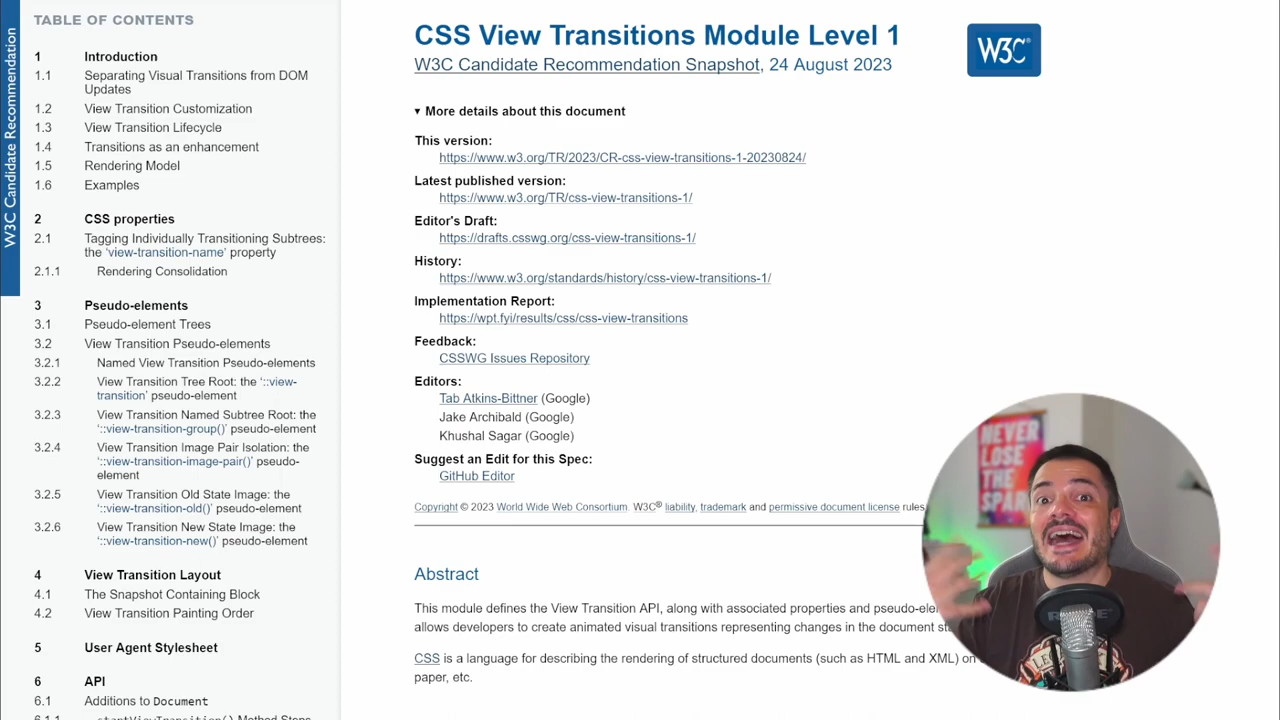 W3C Candidate Recommendation
TABLE OF CONTENTS
1 Introduction
1.1 Separating Visual Transitions from DOM
Updates
1.2 View Transition Customization
1.3 View Transition Lifecycle
1.4 Transitions as an enhancement
1.5 Rendering Model
1.6 Examples
2 CSS properties
2.1 Tagging Individually Transitioning Subtrees:
the ‘view-transition-name’ property
2.1.1 Rendering Consolidation
3 Pseudo-elements
3.1 Pseudo-element Trees
3.2 View Transition Pseudo-elements
3.2.1 Named View Transition Pseudo-elements
3.2.2 View Transition Tree Root: the ‘::view-
transition’ pseudo-element
3.2.3 View Transition Named Subtree Root: the
‘::view-transition-group()’ pseudo-element
3.2.4 View Transition Image Pair Isolation: the
‘::view-transition-image-pair()’ pseudo-
element
3.2.5 View Transition Old State Image: the
‘::view-transition-old()’ pseudo-element
3.2.6 View Transition New State Image: the
‘::view-transition-new()’ pseudo-element
4 View Transition Layout
4.1 The Snapshot Containing Block
4.2 View Transition Painting Order
5 User Agent Stylesheet
6 API
6.1 Additions to Document
6.1.1 startViewTransition() Method Steps
CSS View Transitions Module Level 1
W3C Candidate Recommendation Snapshot, 24 August 2023
W3C
▾ More details about this document
This version:
https://www.w3.org/TR/2023/CR-css-view-transitions-1-20230824/
Latest published version:
https://www.w3.org/TR/css-view-transitions-1/
Editor's Draft:
https://drafts.csswg.org/css-view-transitions-1/
History:
https://www.w3.org/standards/history/css-view-transitions-1/
Implementation Report:
https://wpt.fyi/results/css/css-view-transitions
Feedback:
CSSWG Issues Repository
Editors:
Tab Atkins-Bittner (Google)
Jake Archibald (Google)
Khushal Sagar (Google)
Suggest an Edit for this Spec:
GitHub Editor
Copyright © 2023 World Wide Web Consortium. W3C® liability, trademark and permissive document license rules
Abstract
This module defines the View Transition API, along with associated properties and pseudo-ele
allows developers to create animated visual transitions representing changes in the document sta
CSS is a language for describing the rendering of structured documents (such as HTML and XML) on
paper, etc.
NEVER
LOSE
THE
SPAR